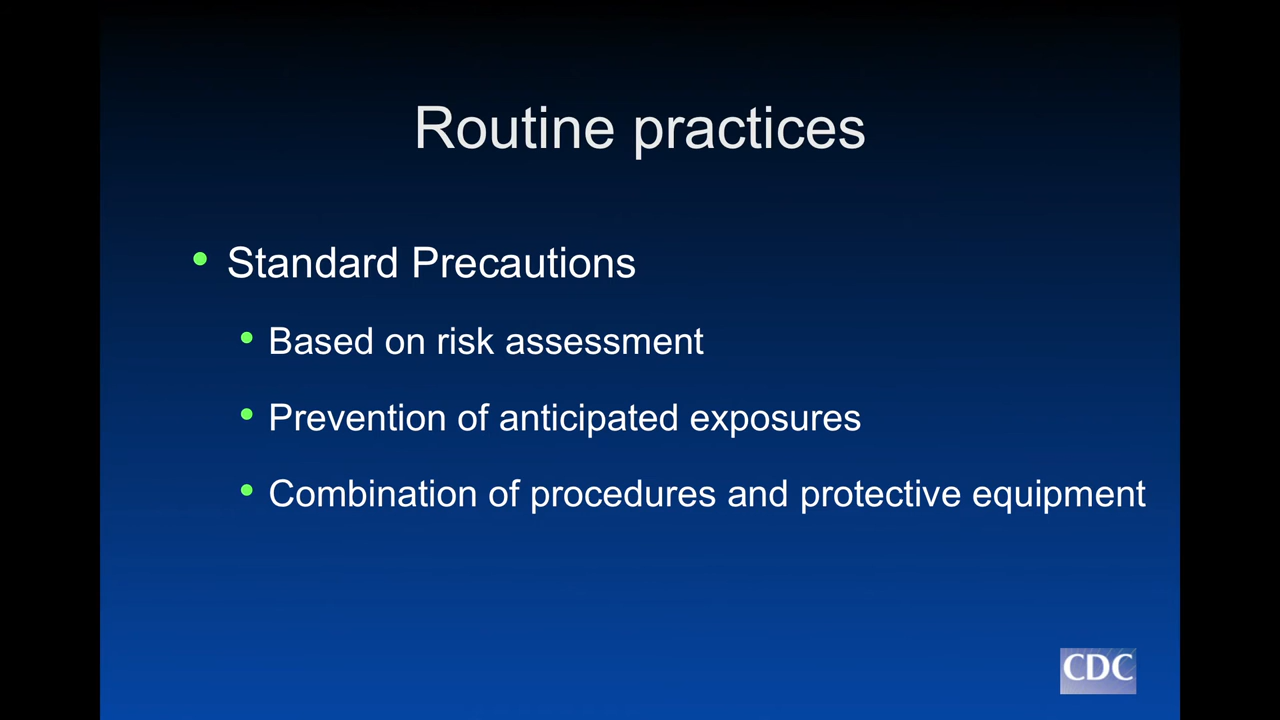 Routine practices
Standard Precautions
Based on risk assessment
Prevention of anticipated exposures
Combination of procedures and protective equipment
CDC